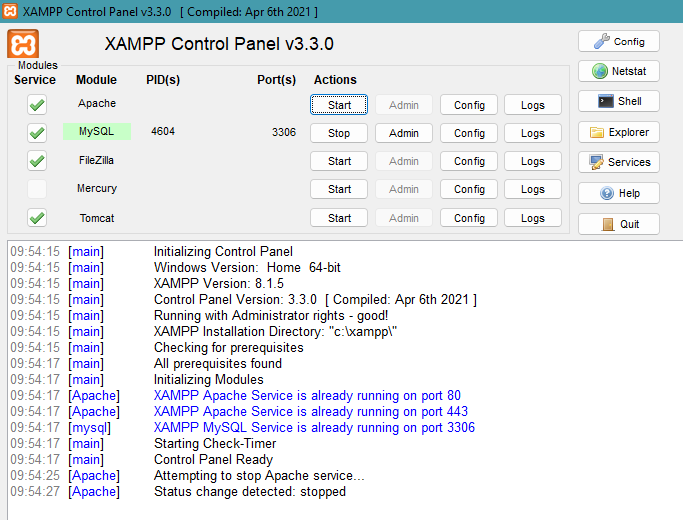 XAMPP Control Panel v3.3.0 [ Compiled: Apr 6th 2021 ]
XAMPP Control Panel v3.3.0
Config
Modules
Service Module PID(s) Port(s) Actions
Netstat
Apache Start Admin Config Logs
Shell
MySQL 4604 3306 Stop Admin Config Logs
Explorer
FileZilla Start Admin Config Logs
Services
Mercury Start Admin Config Logs
Help
Tomcat Start Admin Config Logs
Quit
09:54:15 [main] Initializing Control Panel
09:54:15 [main] Windows Version: Home 64-bit
09:54:15 [main] XAMPP Version: 8.1.5
09:54:15 [main] Control Panel Version: 3.3.0 [ Compiled: Apr 6th 2021 ]
09:54:15 [main] Running with Administrator rights - good!
09:54:15 [main] XAMPP Installation Directory: "c:\xampp\"
09:54:15 [main] Checking for prerequisites
09:54:17 [main] All prerequisites found
09:54:17 [main] Initializing Modules
09:54:17 [Apache] XAMPP Apache Service is already running on port 80
09:54:17 [Apache] XAMPP Apache Service is already running on port 443
09:54:17 [mysql] XAMPP MySQL Service is already running on port 3306
09:54:17 [main] Starting Check-Timer
09:54:17 [main] Control Panel Ready
09:54:25 [Apache] Attempting to stop Apache service...
09:54:27 [Apache] Status change detected: stopped